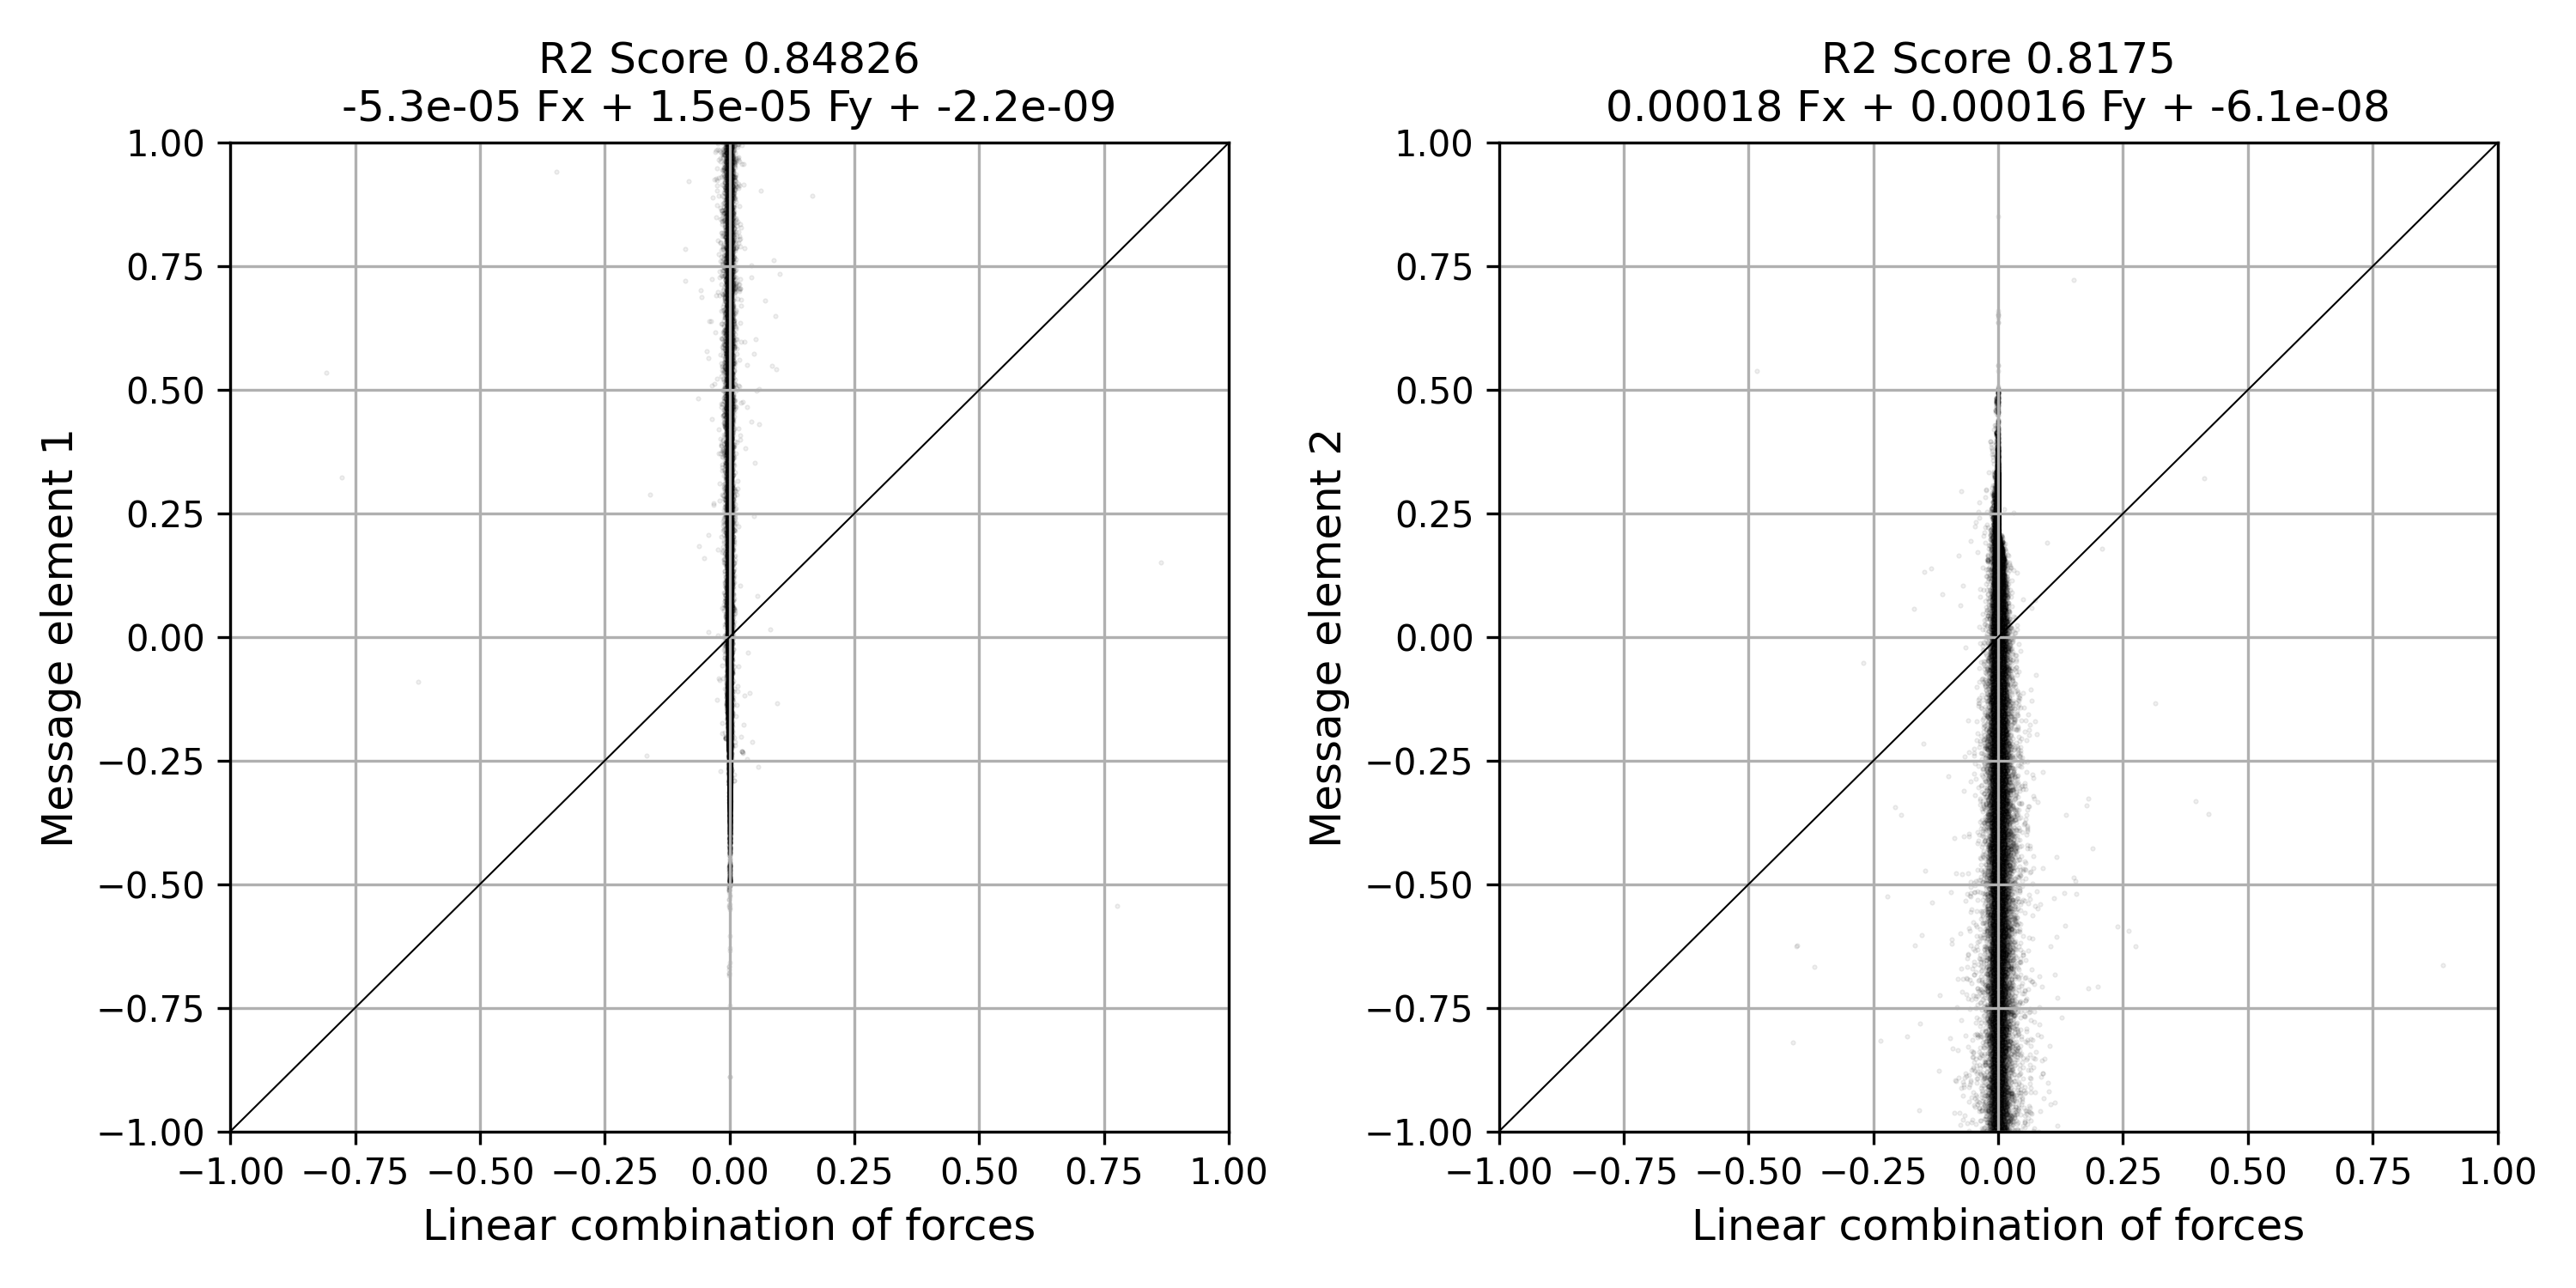 R2 Score 0.84826
-5.3e-05 Fx + 1.5e-05 Fy + -2.2e-09
1.00
0.75
0.50
0.25
0.00
−0.25
−0.50
−0.75
−1.00
Message element 1
−1.00 −0.75 −0.50 −0.25 0.00 0.25 0.50 0.75 1.00
Linear combination of forces
R2 Score 0.8175
0.00018 Fx + 0.00016 Fy + -6.1e-08
1.00
0.75
0.50
0.25
0.00
−0.25
−0.50
−0.75
−1.00
Message element 2
−1.00 −0.75 −0.50 −0.25 0.00 0.25 0.50 0.75 1.00
Linear combination of forces